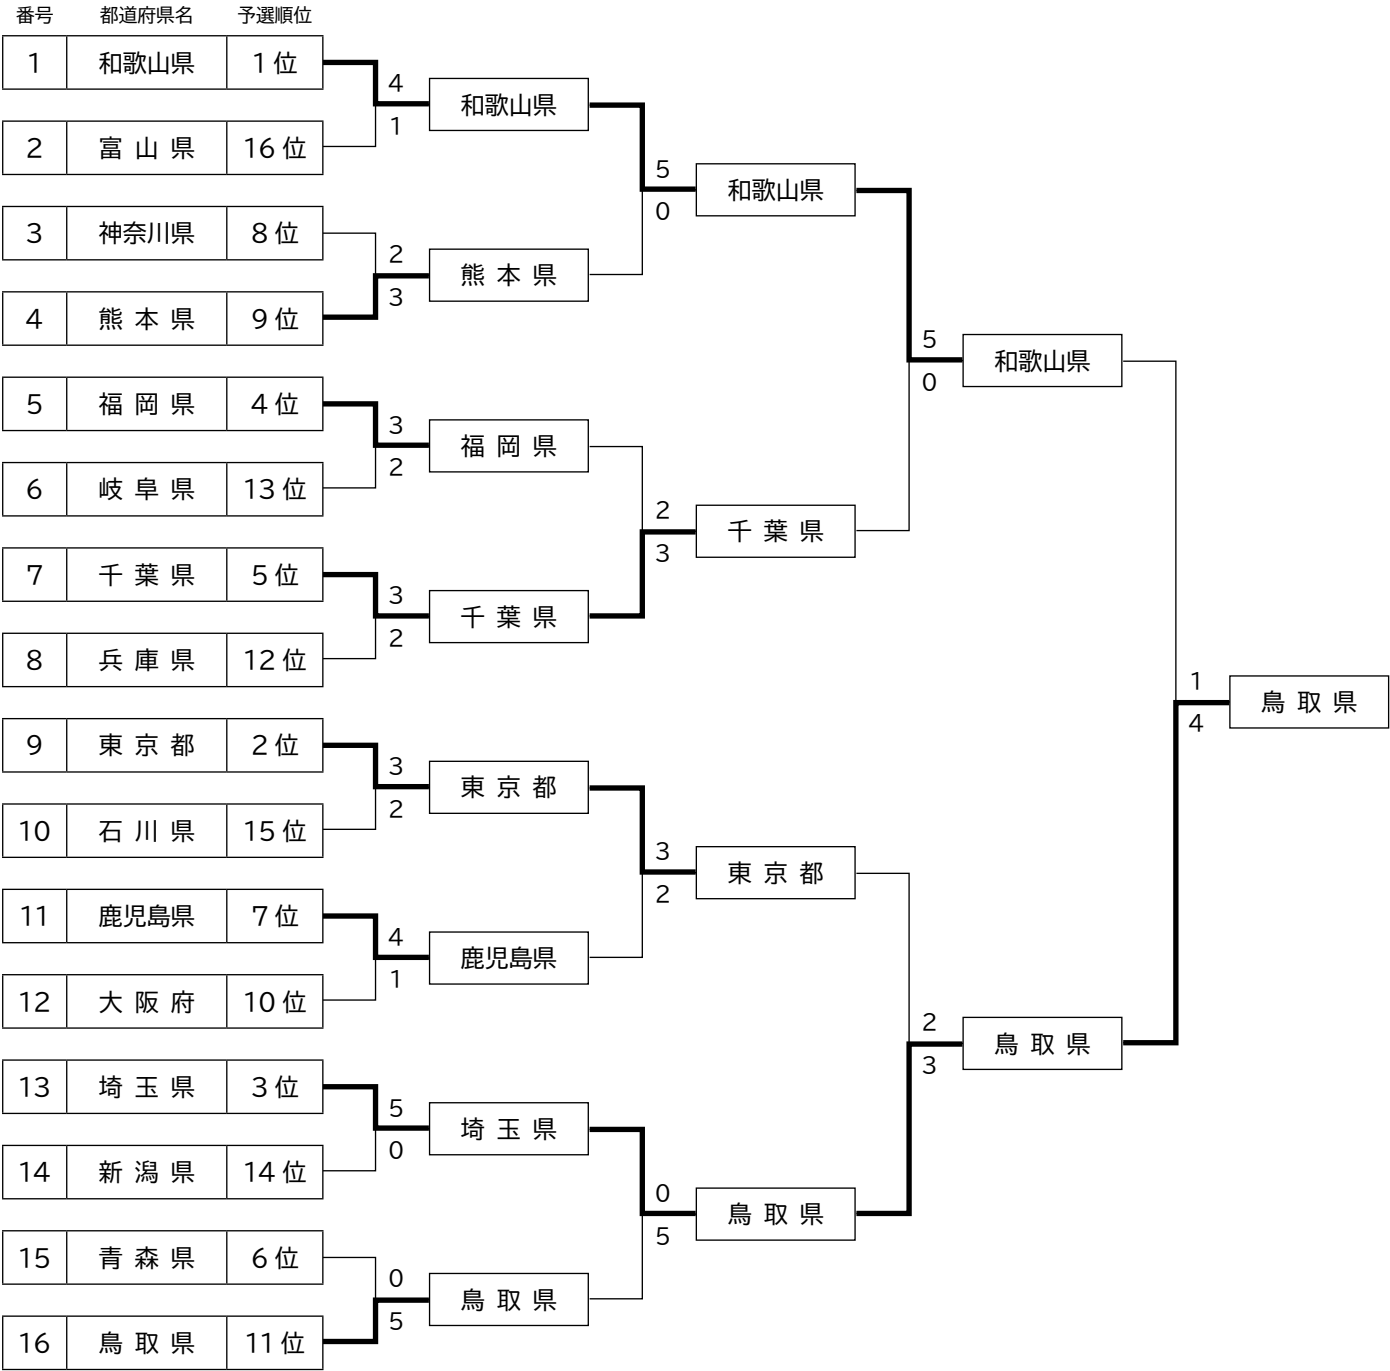 番号 都道府県名 予選順位
1 和歌山県 1位
2 富山県 16位
3 神奈川県 8位
4 熊本県 9位
5 福岡県 4位
6 岐阜県 13位
7 千葉県 5位
8 兵庫県 12位
9 東京都 2位
10 石川県 15位
11 鹿児島県 7位
12 大阪府 10位
13 埼玉県 3位
14 新潟県 14位
15 青森県 6位
16 鳥取県 11位
4
和歌山県
1
2
熊本県
3
3
福岡県
2
3
千葉県
2
3
東京都
2
4
鹿児島県
1
5
埼玉県
0
0
鳥取県
5
5
和歌山県
0
2
千葉県
3
3
東京都
2
0
鳥取県
5
5
和歌山県
0
2
鳥取県
3
1
鳥取県
4